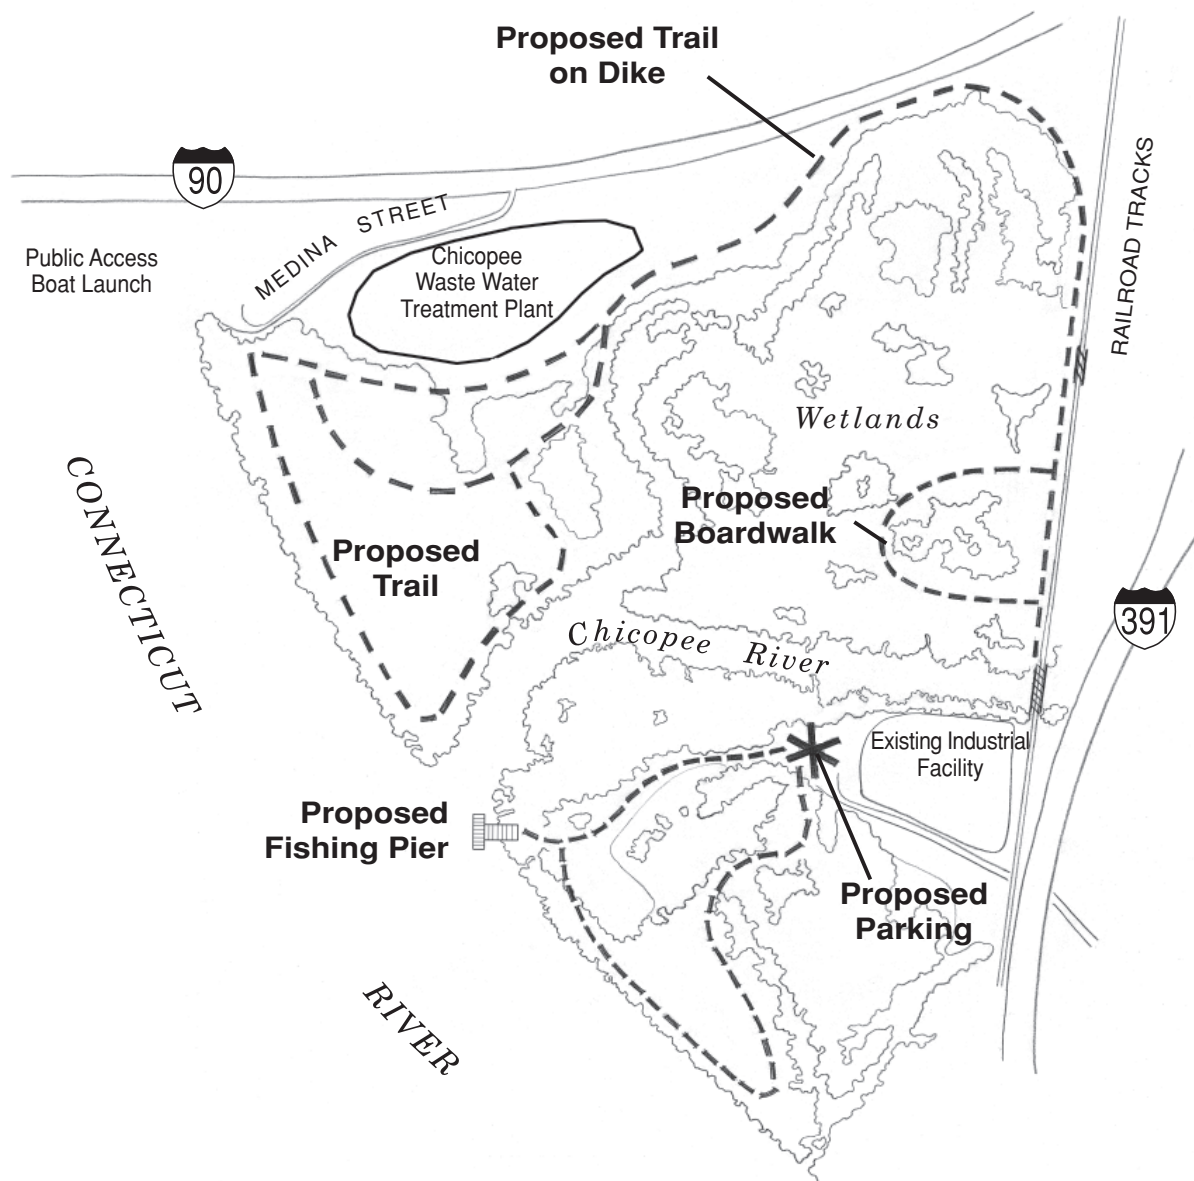 Proposed Trail
on Dike
90
MEDINA STREET
Public Access
Boat Launch
Chicopee
Waste Water
Treatment Plant
RAILROAD TRACKS
Wetlands
Proposed
Boardwalk
Proposed
Trail
CONNECTICUT
391
Chicopee River
Existing Industrial
Facility
Proposed
Fishing Pier
Proposed
Parking
RIVER